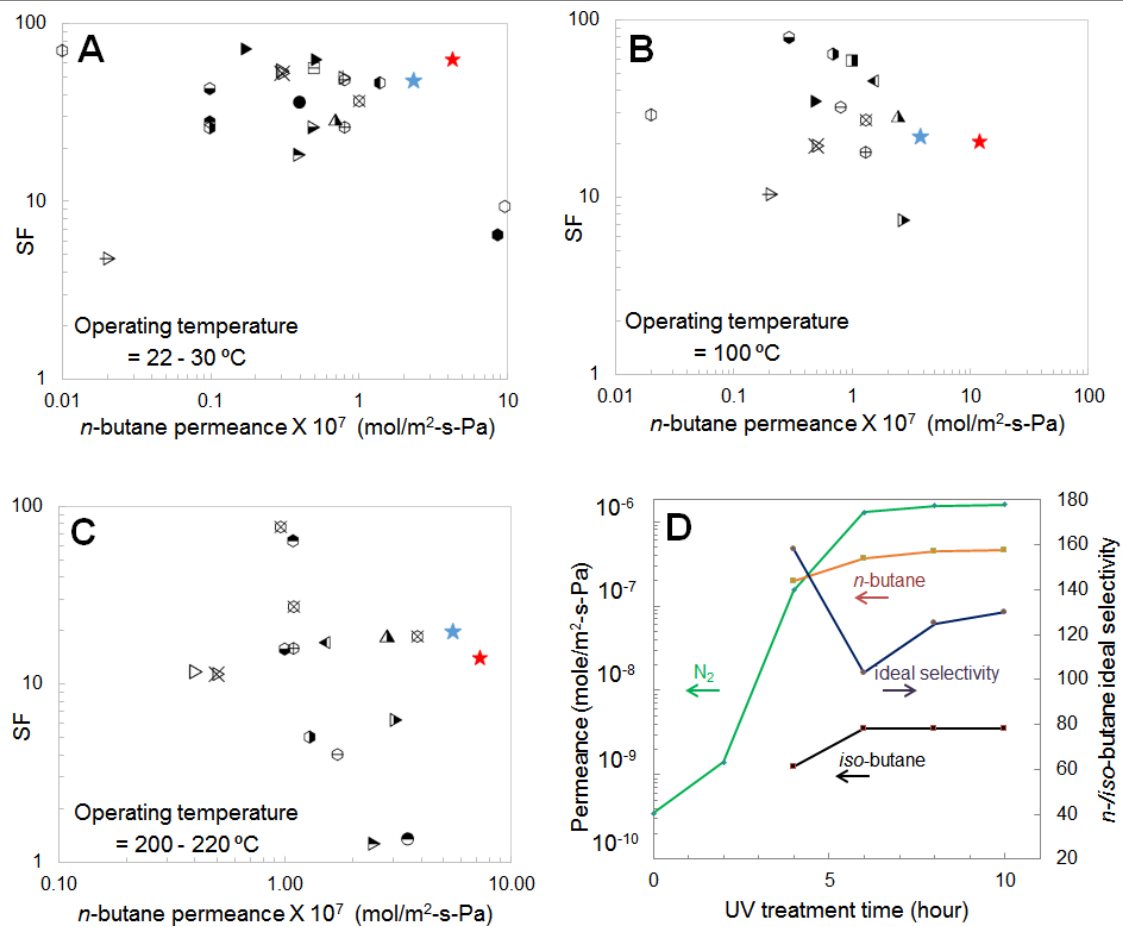 A
100
10
1
SF
Operating temperature
= 22 - 30 ºC
0.01
0.1
1
10
n-butane permeance X 10⁷ (mol/m²-s-Pa)
B
100
10
1
SF
Operating temperature
= 100 ºC
0.01
0.1
1
10
100
n-butane permeance X 10⁷ (mol/m²-s-Pa)
C
100
10
1
SF
Operating temperature
= 200 - 220 ºC
0.10
1.00
10.00
n-butane permeance X 10⁷ (mol/m²-s-Pa)
D
Permeance (mole/m²-s-Pa)
10⁻⁶
10⁻⁷
10⁻⁸
10⁻⁹
10⁻¹⁰
n-butane
N₂
ideal selectivity
iso-butane
180
160
140
120
100
80
60
40
20
n-/iso-butane ideal selectivity
0
5
10
UV treatment time (hour)